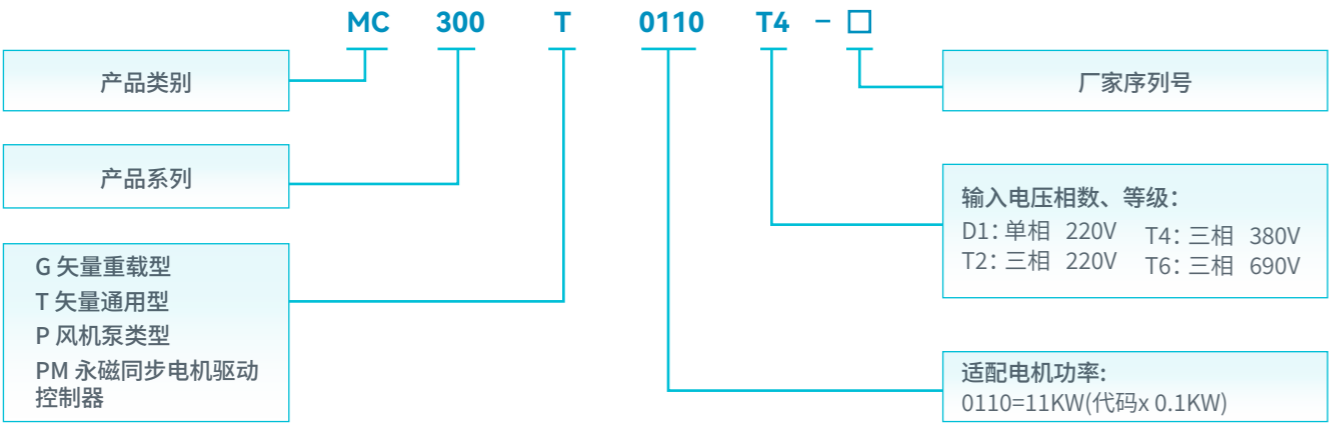 MC 300 T 0110 T4 - □
产品类别
产品系列
G 矢量重载型
T 矢量通用型
P 风机泵类型
PM 永磁同步电机驱动
控制器
厂家序列号
输入电压相数、等级：
D1：单相 220V T4：三相 380V
T2：三相 220V T6：三相 690V
适配电机功率:
0110=11KW(代码x 0.1KW)